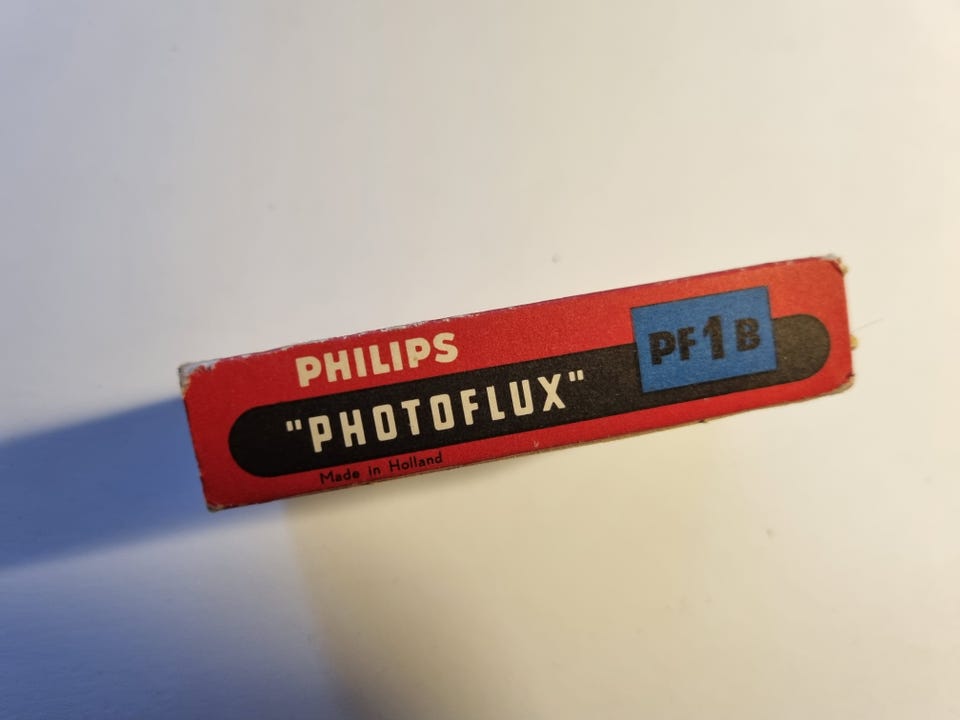 PHILIPS
"PHOTOFLUX"
PF1B
Made in Holland